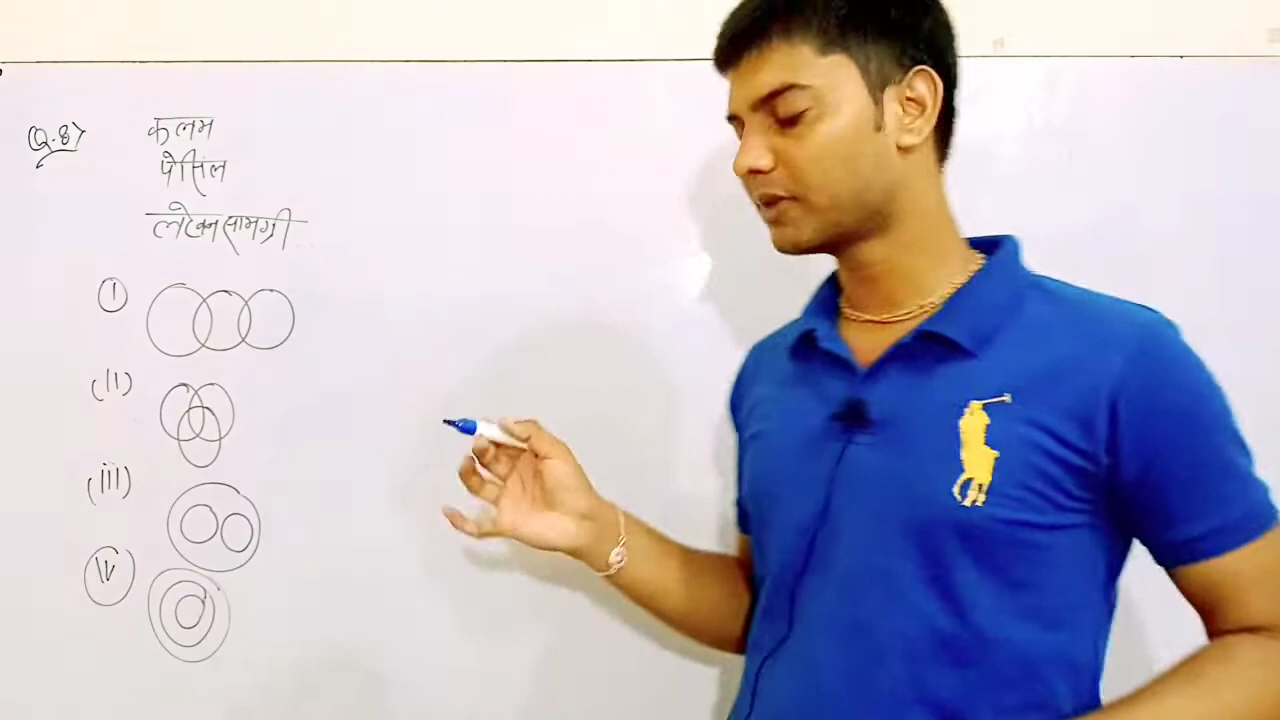 Q.8> कलम
पेंसिल
लेखन सामग्री
(i)
(ii)
(iii)
(iv)